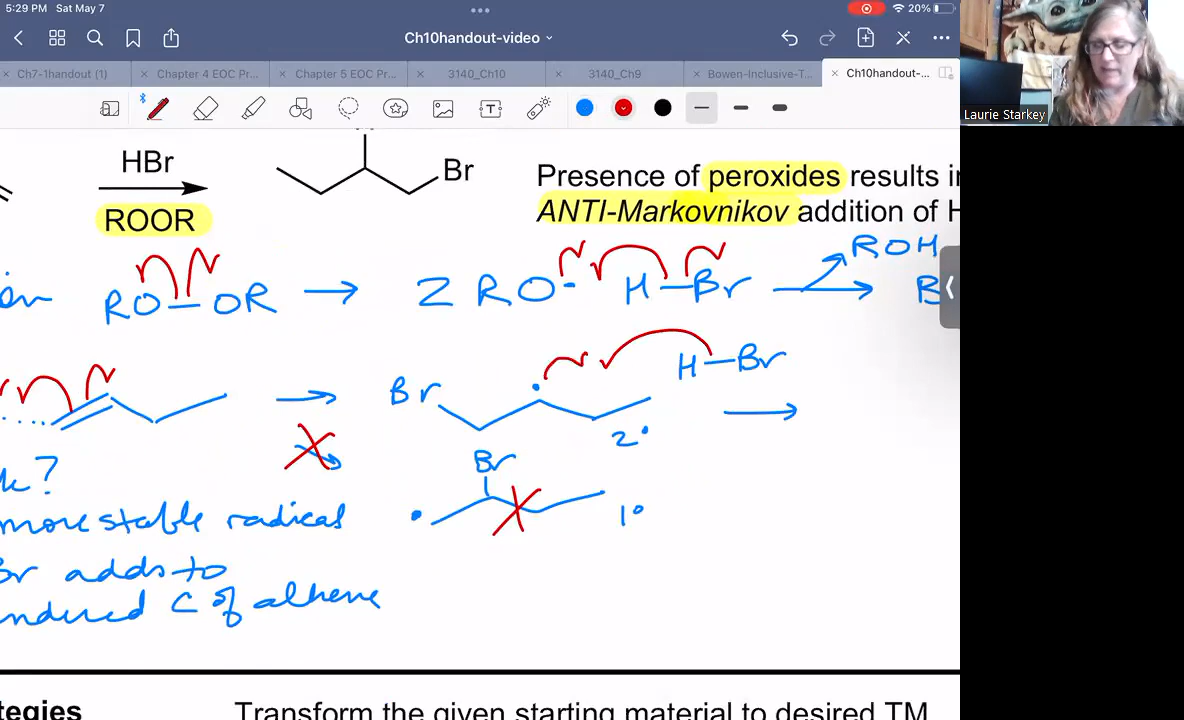 5:29 PM Sat May 7
20%
Ch10handout-video
Ch7-1handout (1)
Chapter 4 EOC Pr...
Chapter 5 EOC Pr...
3140_Ch10
3140_Ch9
Bowen-Inclusive-T...
Ch10handout-...
Laurie Starkey
HBr
ROOR
Br
Presence of peroxides results in
ANTI-Markovnikov addition of H
RO—OR → 2 RO· H—Br → ROH
B
Br 2° H—Br
Br
1°
more stable radical
Br adds to
C of alkene
Transform the given starting material to desired TM